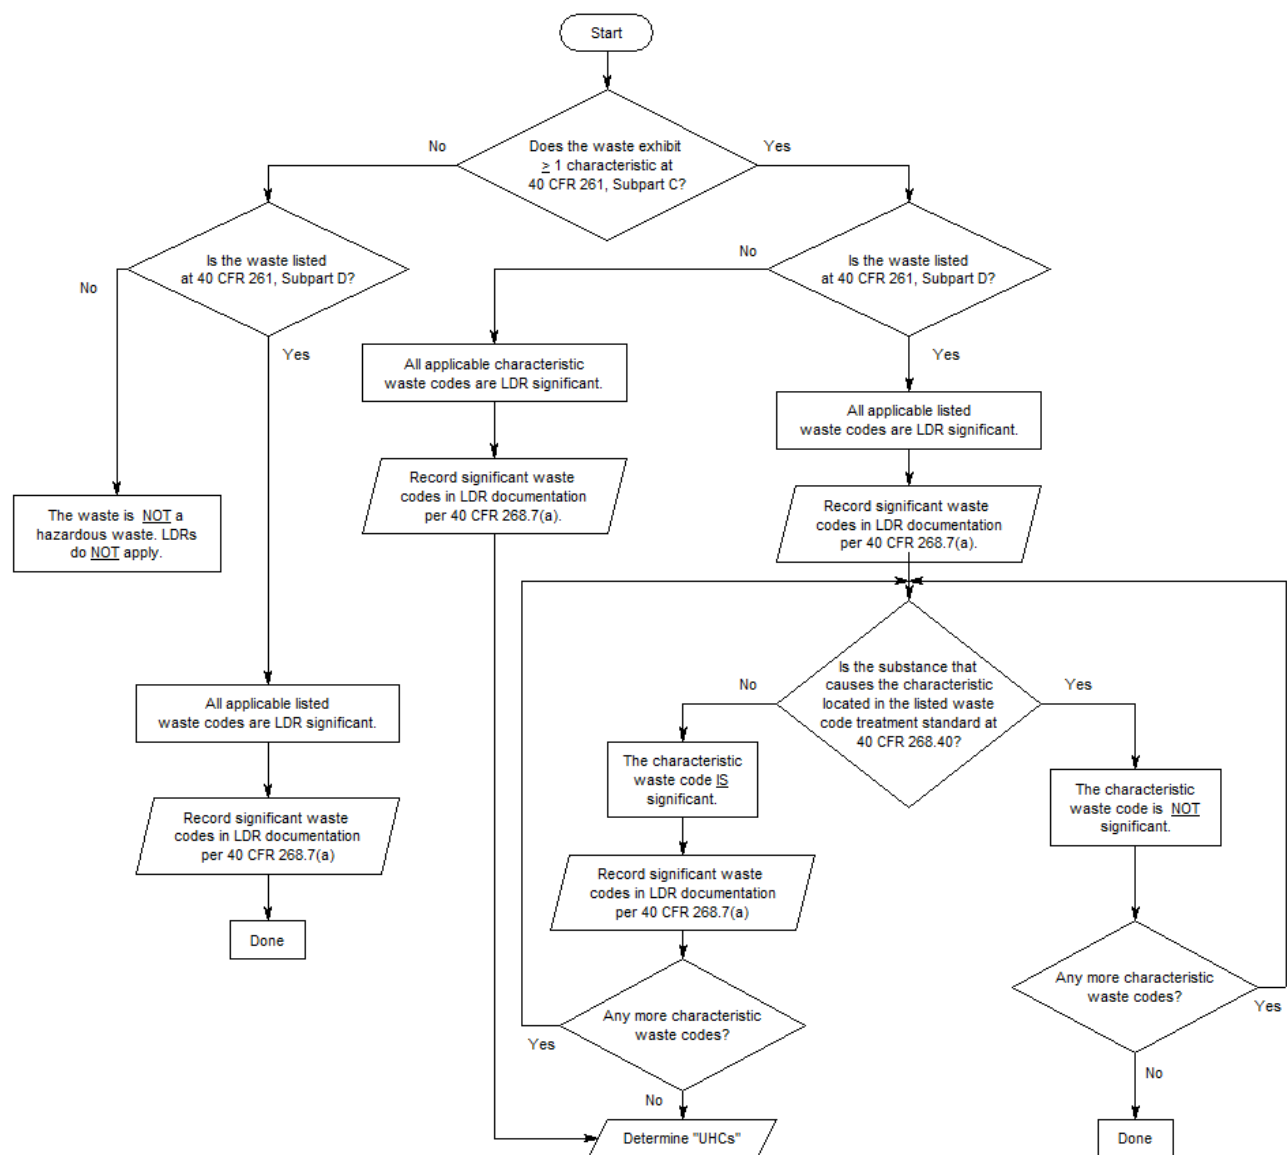 Start
Does the waste exhibit
≥ 1 characteristic at
40 CFR 261, Subpart C?
No
Yes
Is the waste listed
at 40 CFR 261, Subpart D?
No
Yes
The waste is NOT a
hazardous waste. LDRs
do NOT apply.
All applicable listed
waste codes are LDR significant.
Record significant waste
codes in LDR documentation
per 40 CFR 268.7(a)
Done
Is the waste listed
at 40 CFR 261, Subpart D?
No
Yes
All applicable characteristic
waste codes are LDR significant.
Record significant waste
codes in LDR documentation
per 40 CFR 268.7(a).
All applicable listed
waste codes are LDR significant.
Record significant waste
codes in LDR documentation
per 40 CFR 268.7(a).
Is the substance that
causes the characteristic
located in the listed waste
code treatment standard at
40 CFR 268.40?
No
Yes
The characteristic
waste code IS
significant.
Record significant waste
codes in LDR documentation
per 40 CFR 268.7(a)
Any more characteristic
waste codes?
Yes
No
Determine "UHCs"
The characteristic
waste code is NOT
significant.
Any more characteristic
waste codes?
Yes
No
Done